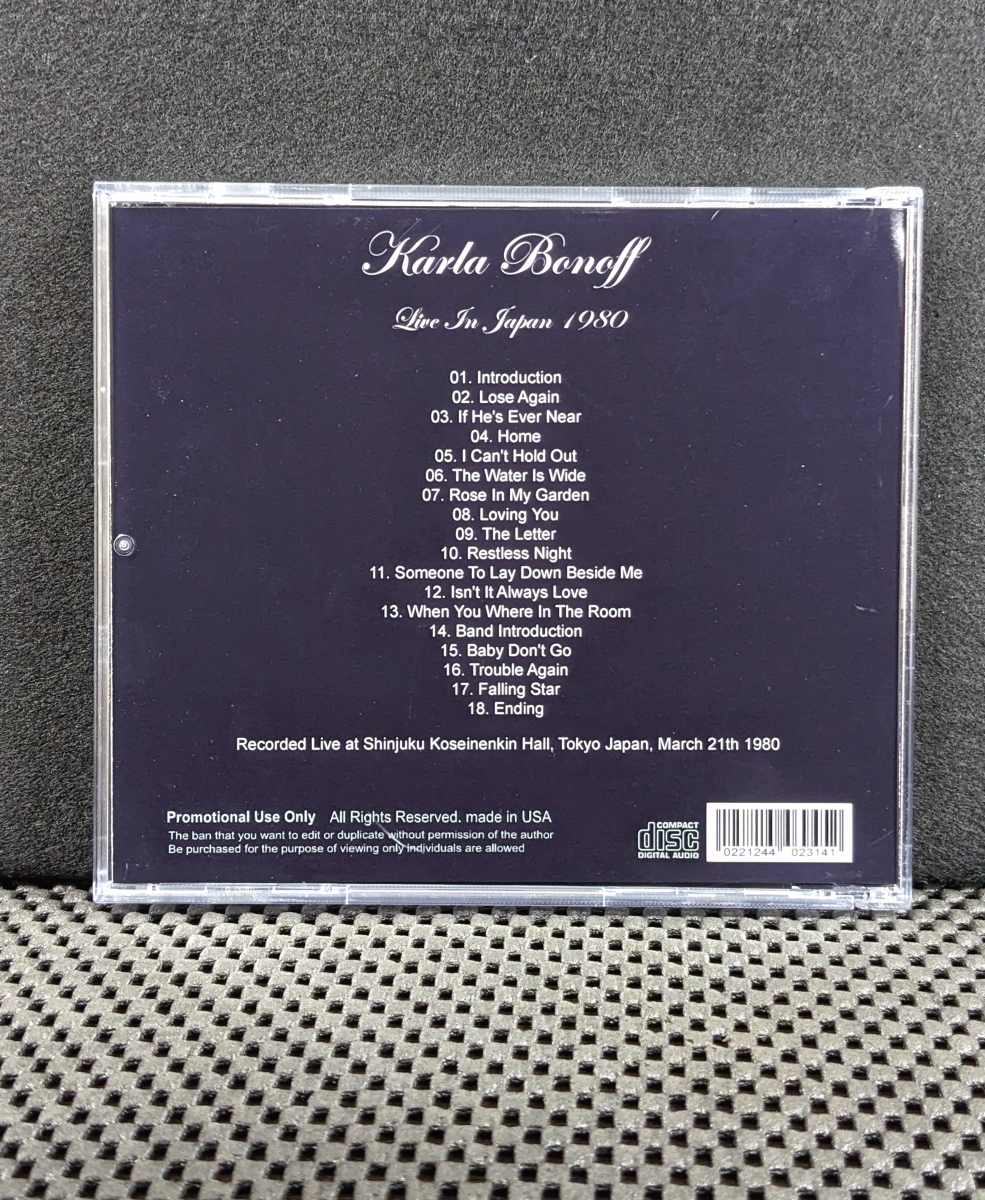 Karla Bonoff
Live In Japan 1980
01. Introduction
02. Lose Again
03. If He's Ever Near
04. Home
05. I Can't Hold Out
06. The Water Is Wide
07. Rose In My Garden
08. Loving You
09. The Letter
10. Restless Night
11. Someone To Lay Down Beside Me
12. Isn't It Always Love
13. When You Where In The Room
14. Band Introduction
15. Baby Don't Go
16. Trouble Again
17. Falling Star
18. Ending
Recorded Live at Shinjuku Koseinenkin Hall, Tokyo Japan, March 21th 1980
Promotional Use Only All Rights Reserved. made in USA
The ban that you want to edit or duplicate without permission of the author
Be purchased for the purpose of viewing only individuals are allowed
COMPACT
disc
DIGITAL AUDIO
0221244 023141